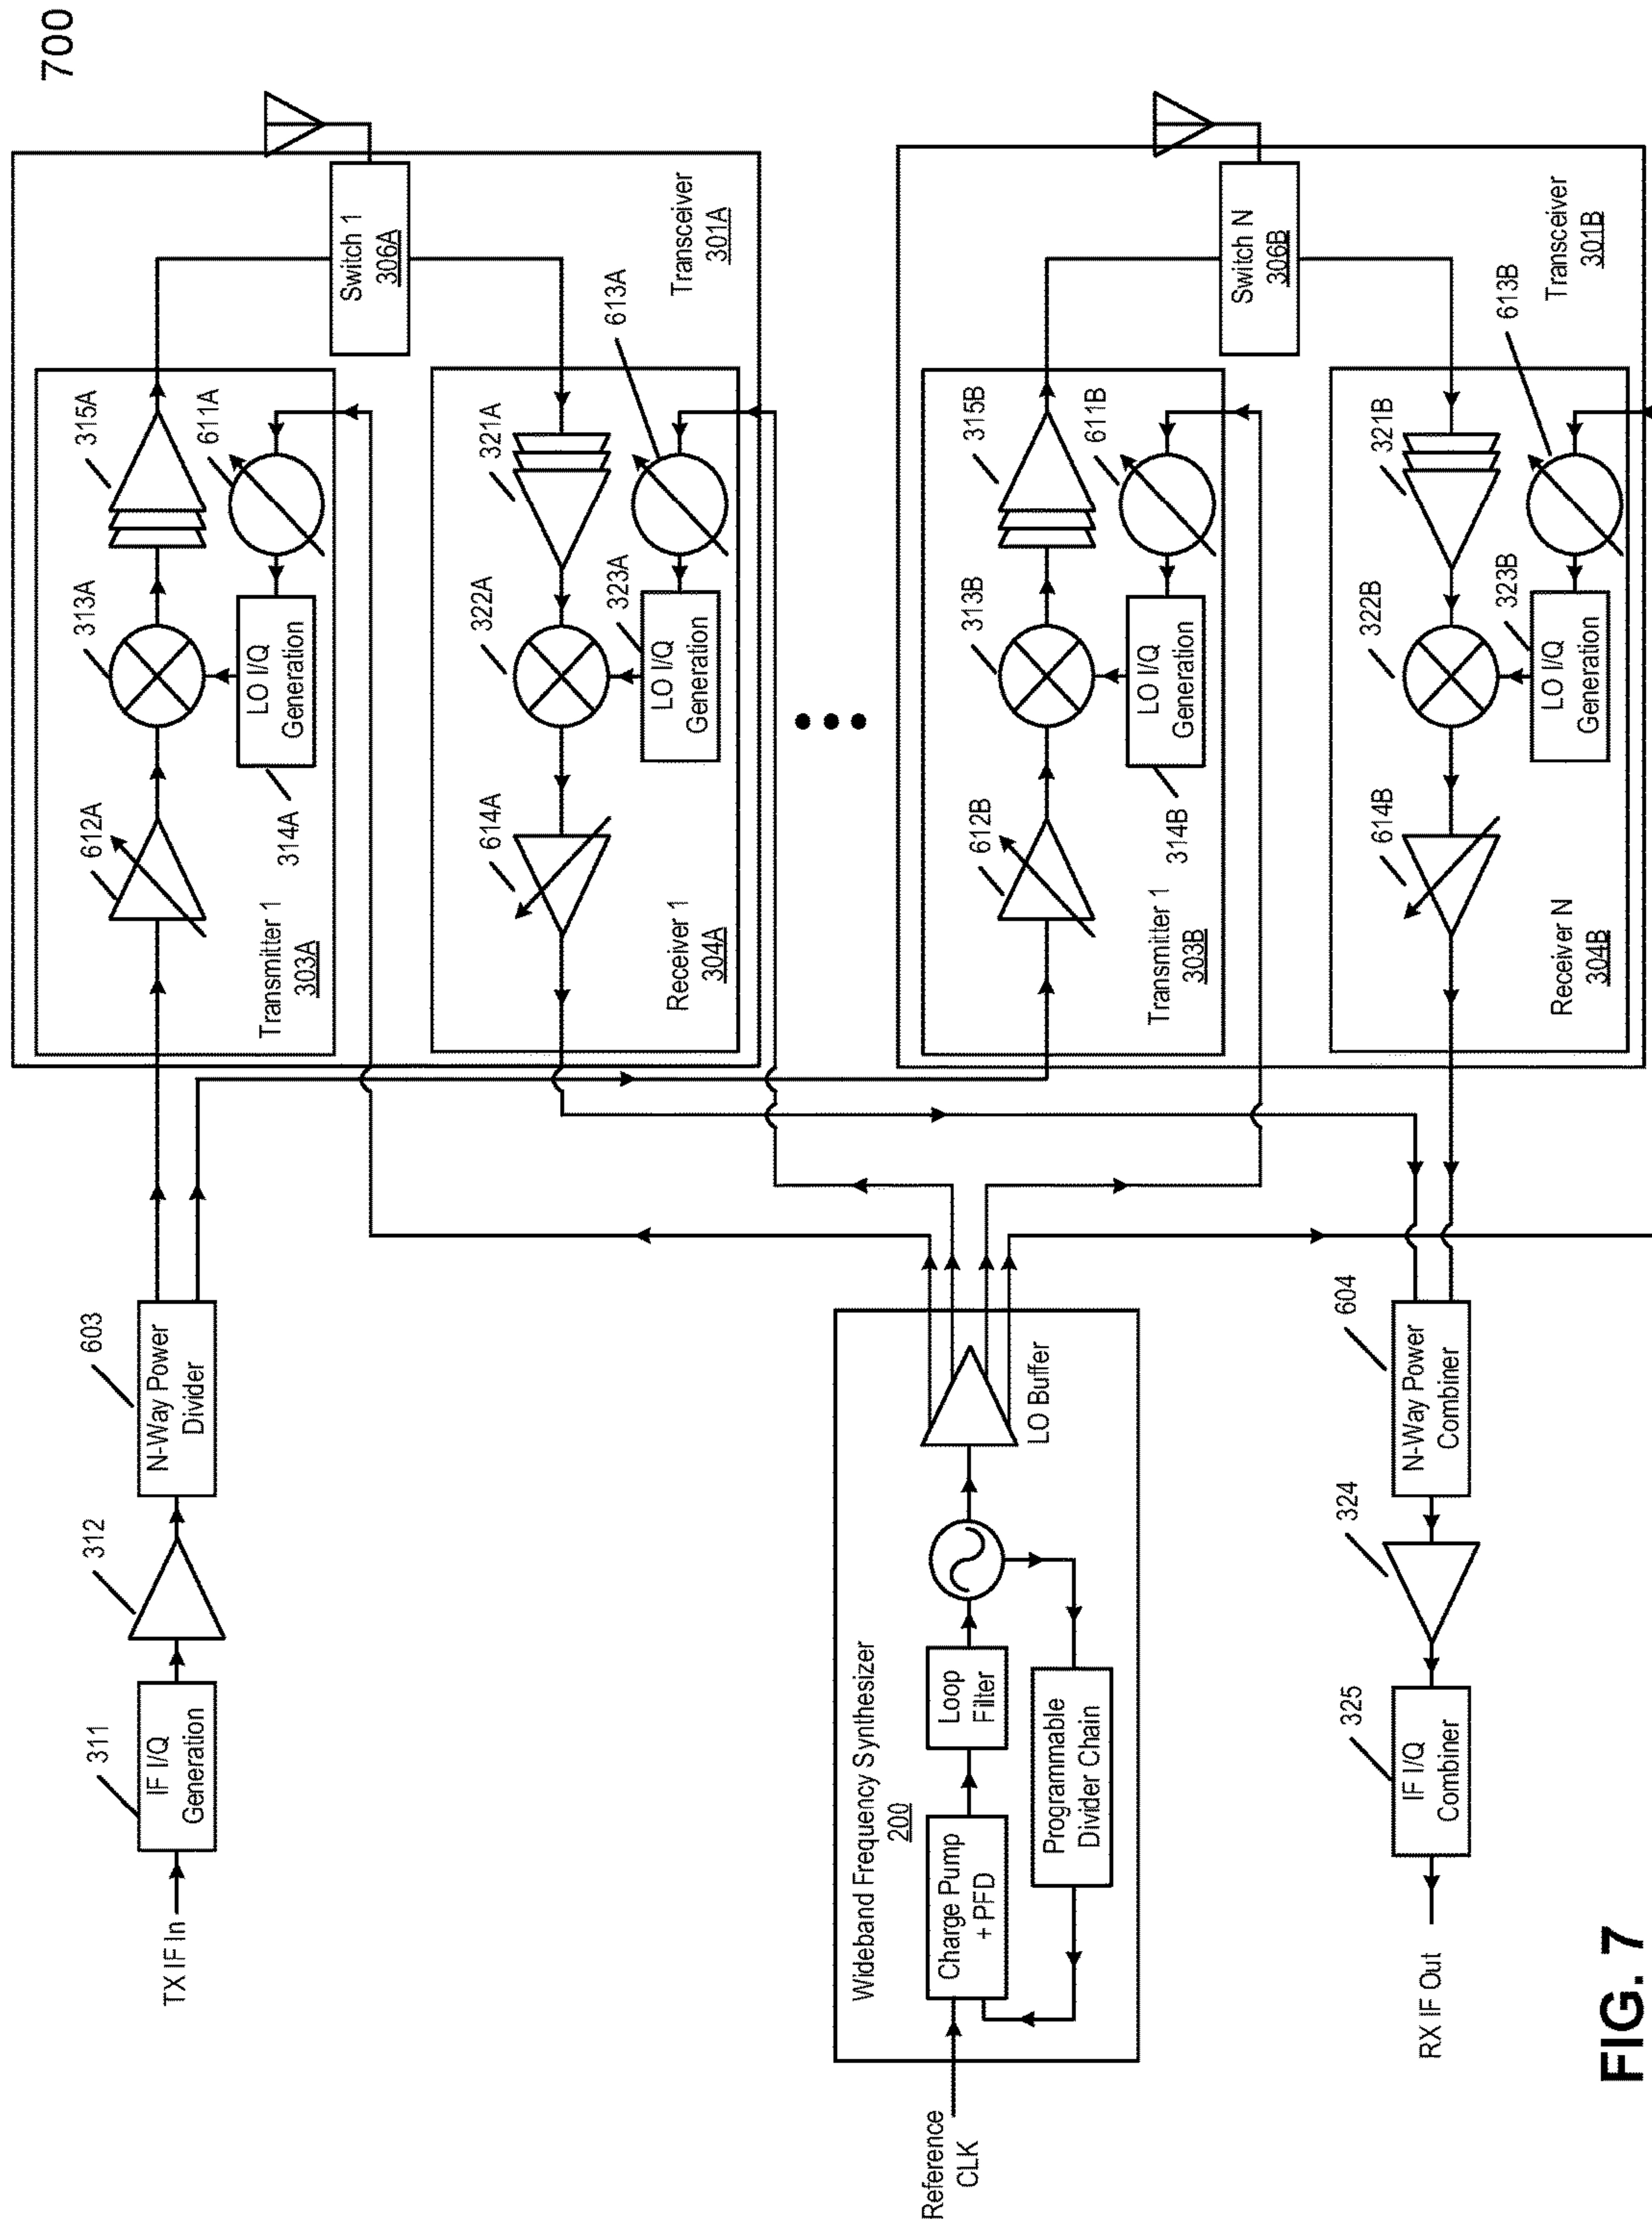 700
TX IF In
311
IF I/Q
Generation
312
603
N-Way Power
Divider
612A
313A
315A
611A
LO I/Q
Generation
314A
Transmitter 1
303A
Switch 1
306A
614A
322A
321A
323A
LO I/Q
Generation
613A
Receiver 1
304A
Transceiver
301A
Reference
CLK
Wideband Frequency Synthesizer
200
Charge Pump
+ PFD
Loop
Filter
Programmable
Divider Chain
LO Buffer
612B
313B
315B
611B
LO I/Q
Generation
314B
Transmitter 1
303B
Switch N
306B
614B
322B
321B
323B
LO I/Q
Generation
613B
Receiver N
304B
Transceiver
301B
RX IF Out
325
IF I/Q
Combiner
324
604
N-Way Power
Combiner
FIG. 7